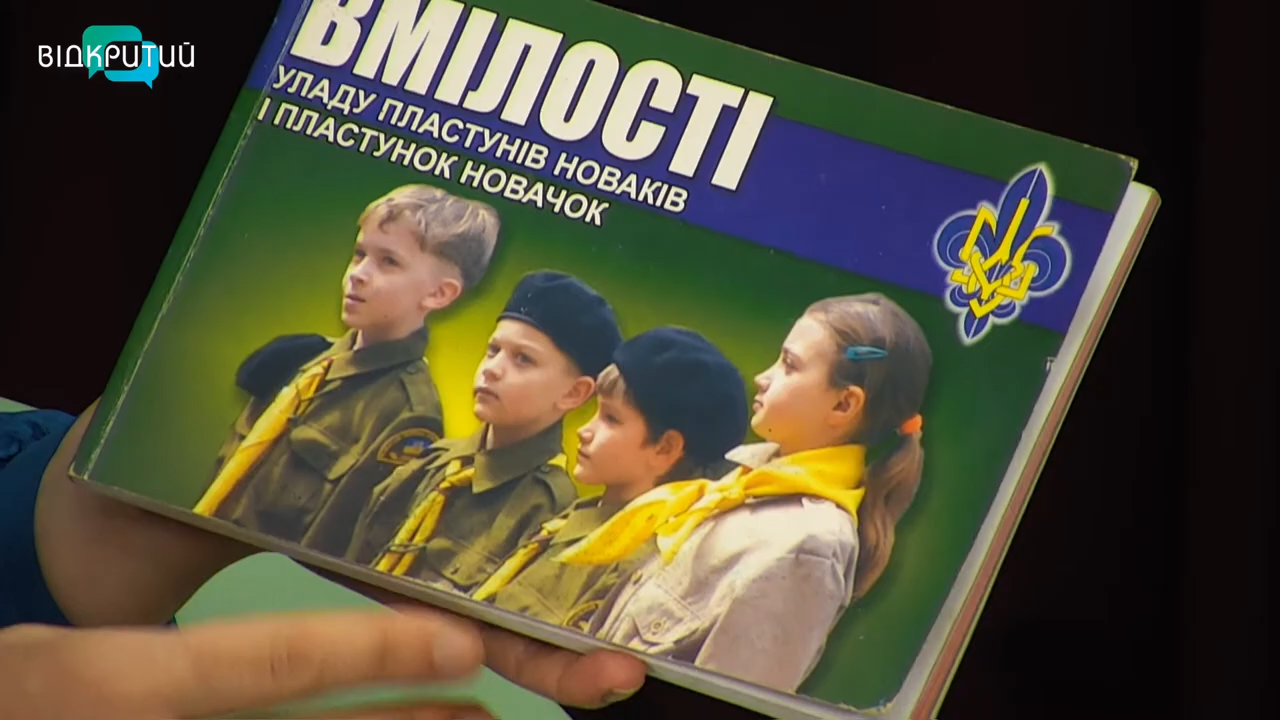 ВІДКРИТИЙ
ВМІЛОСТІ
УЛАДУ ПЛАСТУНІВ НОВАКІВ
І ПЛАСТУНОК НОВАЧОК